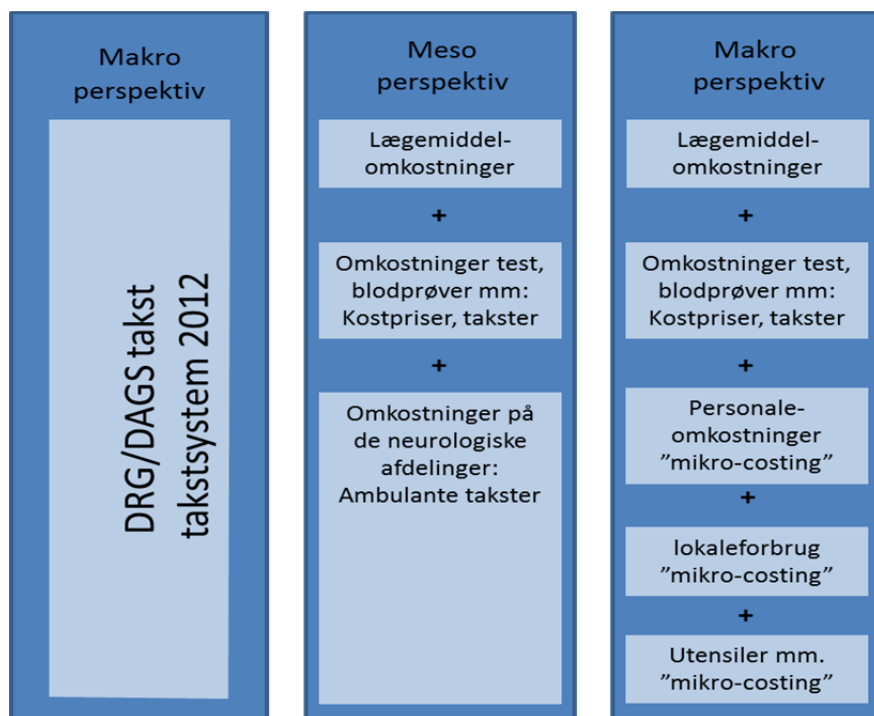 Makro
perspektiv
DRG/DAGS takst
takstsystem 2012
Meso
perspektiv
Lægemiddel-
omkostninger
+
Omkostninger test,
blodprøver mm:
Kostpriser, takster
+
Omkostninger på
de neurologiske
afdelinger:
Ambulante takster
Makro
perspektiv
Lægemiddel-
omkostninger
+
Omkostninger test,
blodprøver mm:
Kostpriser, takster
+
Personale-
omkostninger
”mikro-costing”
+
lokaleforbrug
”mikro-costing”
+
Utensiler mm.
”mikro-costing”